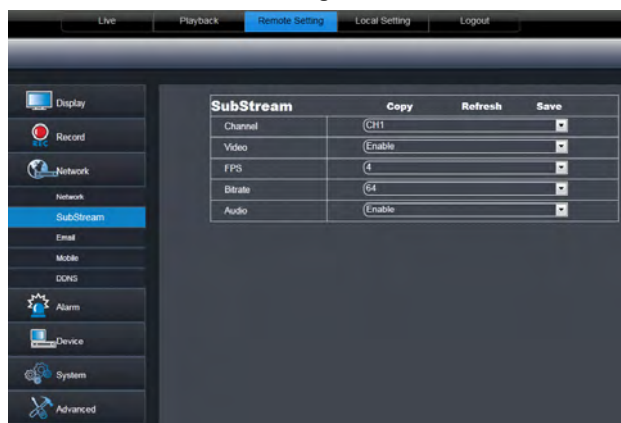 Live Playback Remote Setting Local Setting Logout
Display
Record
REC
Network
Network
SubStream
Email
Mobile
DDNS
Alarm
Device
System
Advanced
SubStream Copy Refresh Save
Channel CH1
Video Enable
FPS 4
Bitrate 64
Audio Enable